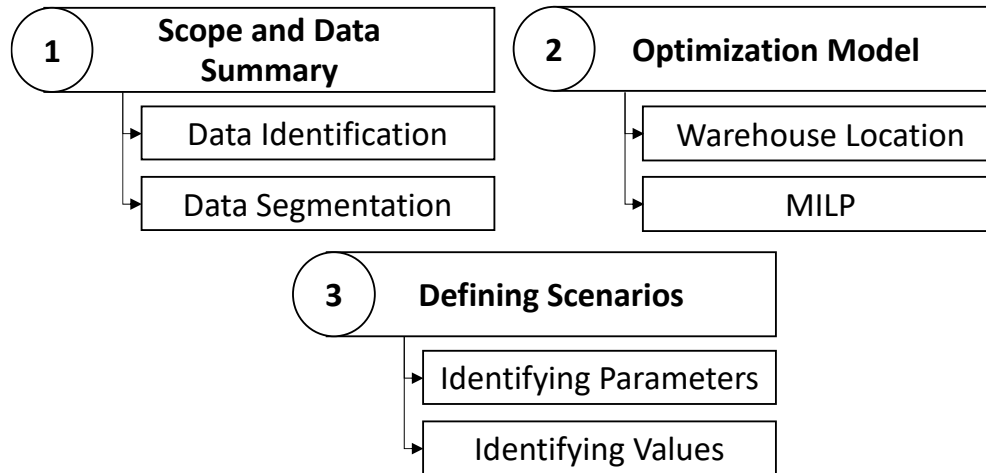 1
Scope and Data
Summary
Data Identification
Data Segmentation
2
Optimization Model
Warehouse Location
MILP
3
Defining Scenarios
Identifying Parameters
Identifying Values